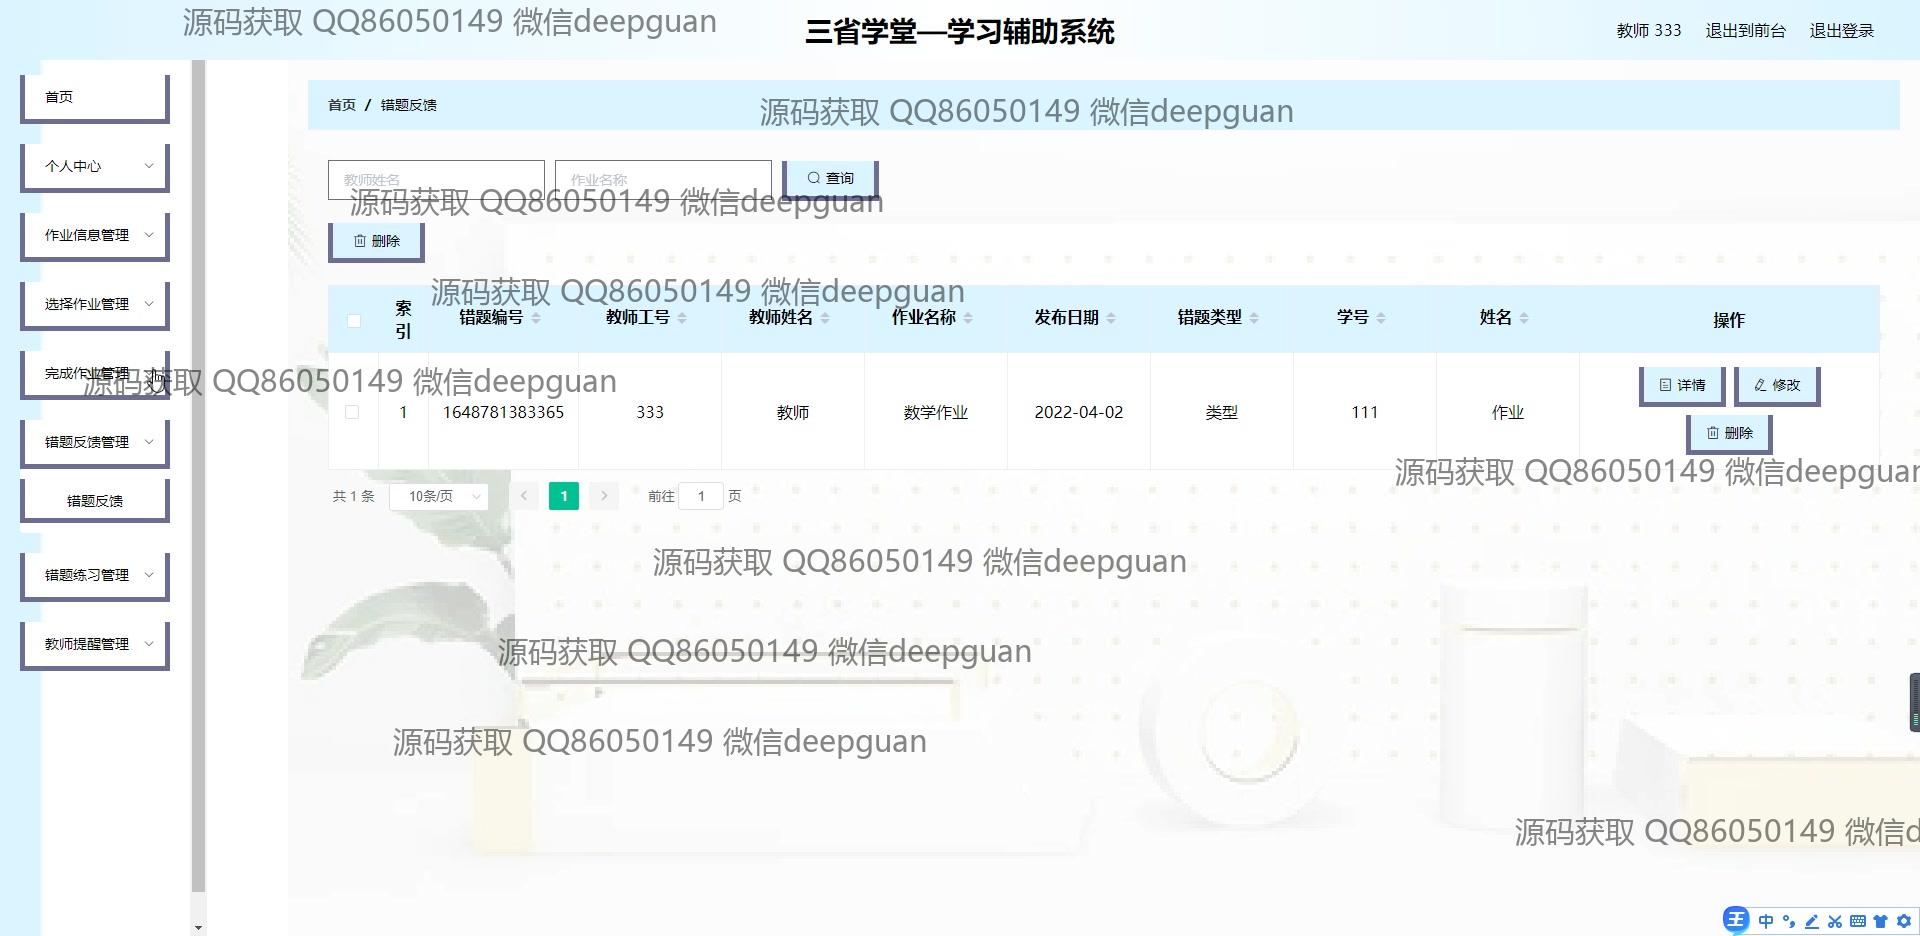 源码获取 QQ86050149 微信deepguan
三省学堂—学习辅助系统
教师 333 退出到前台 退出登录
首页
个人中心
作业信息管理
选择作业管理
完成作业管理
错题反馈管理
错题反馈
错题练习管理
教师提醒管理
首页 / 错题反馈
源码获取 QQ86050149 微信deepguan
教师姓名 作业名称 查询
源码获取 QQ86050149 微信deepguan
删除
源码获取 QQ86050149 微信deepguan
索引 错题编号 教师工号 教师姓名 作业名称 发布日期 错题类型 学号 姓名 操作
源码获取 QQ86050149 微信deepguan
1 1648781383365 333 教师 数学作业 2022-04-02 类型 111 作业 详情 修改
删除
源码获取 QQ86050149 微信deepguan
共 1 条 10条/页 1 前往 1 页
源码获取 QQ86050149 微信deepguan
源码获取 QQ86050149 微信deepguan
源码获取 QQ86050149 微信deepguan
源码获取 QQ86050149 微信d
王 中